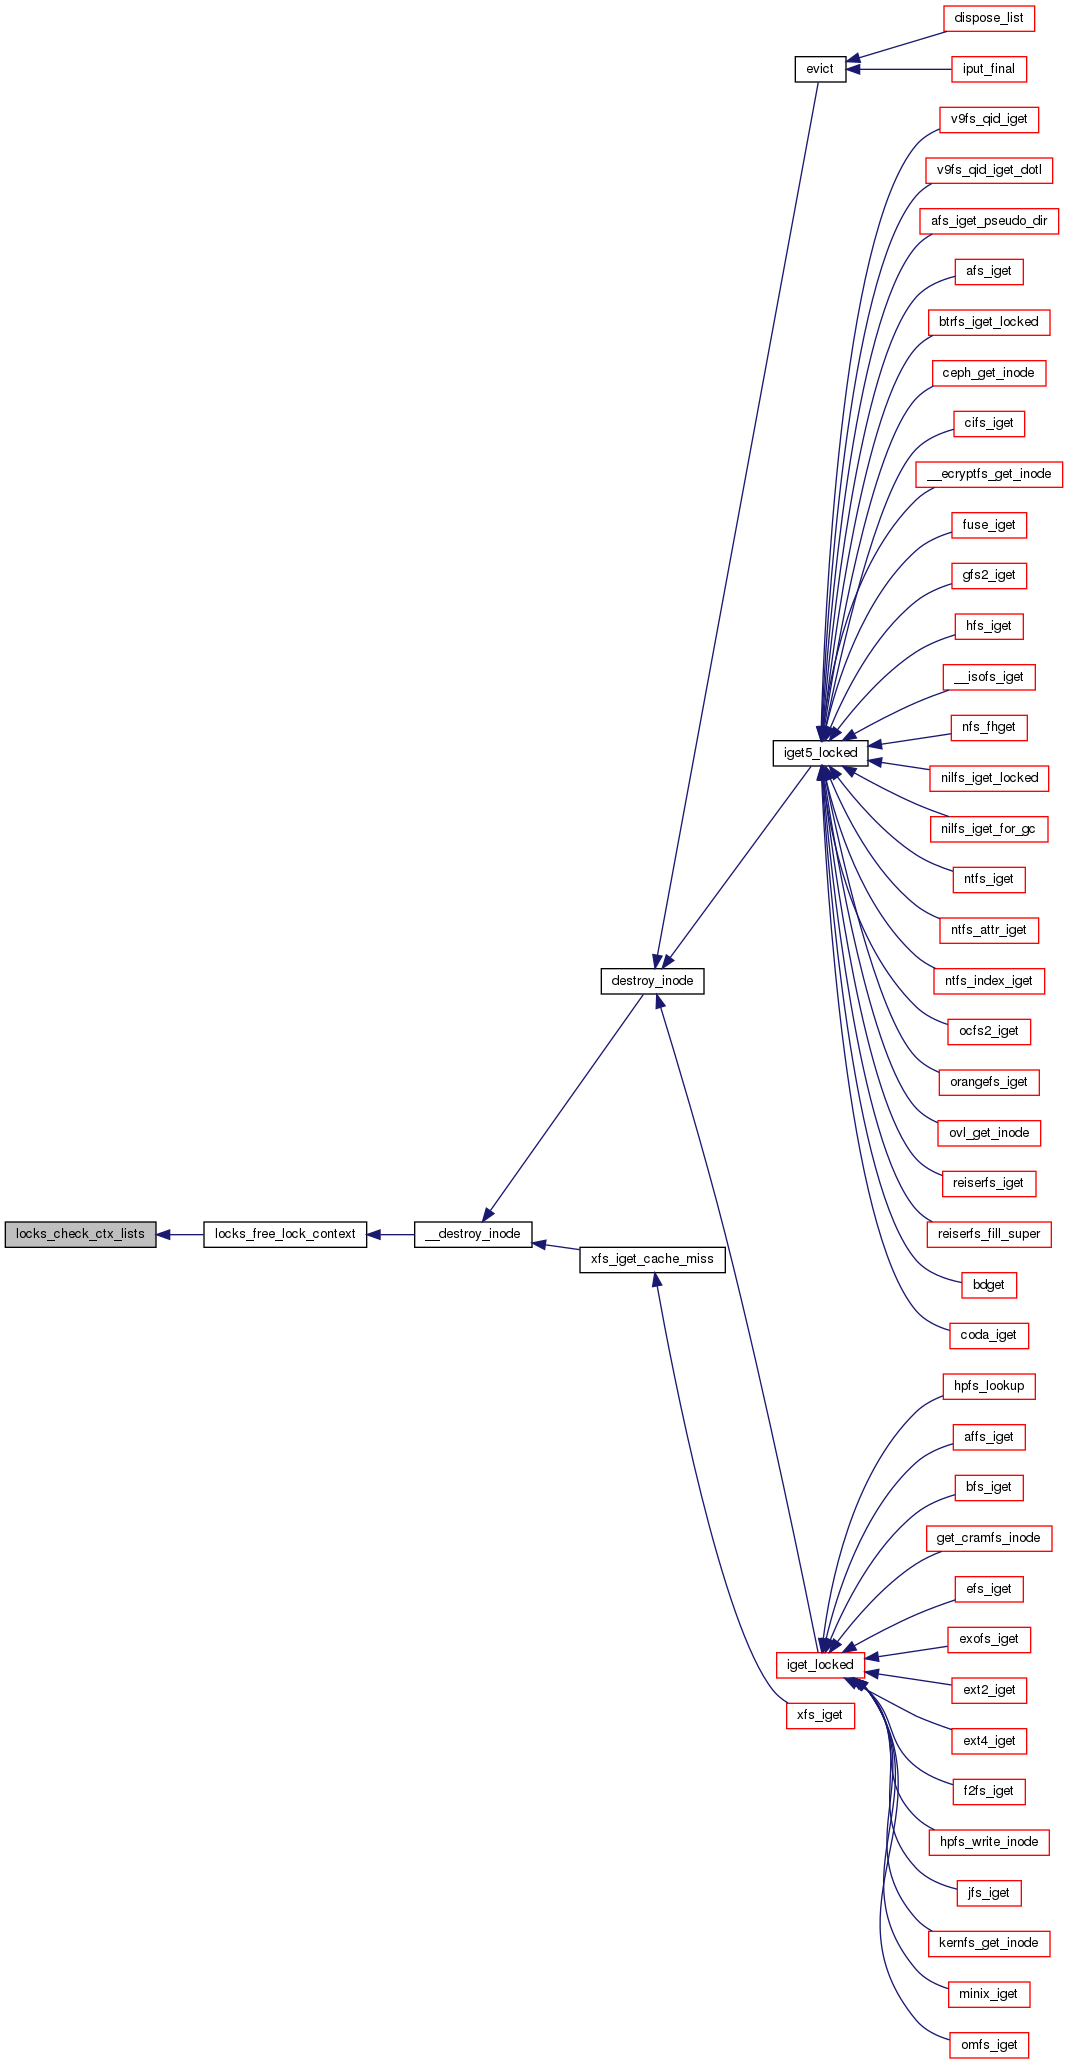 dispose_list
evict
iput_final
v9fs_qid_iget
v9fs_qid_iget_dotl
afs_iget_pseudo_dir
afs_iget
btrfs_iget_locked
ceph_get_inode
cifs_iget
__ecryptfs_get_inode
fuse_iget
gfs2_iget
hfs_iget
__isofs_iget
nfs_fhget
iget5_locked
nilfs_iget_locked
nilfs_iget_for_gc
ntfs_iget
ntfs_attr_iget
destroy_inode
ntfs_index_iget
ocfs2_iget
orangefs_iget
ovl_get_inode
reiserfs_iget
locks_check_ctx_lists
locks_free_lock_context
__destroy_inode
reiserfs_fill_super
xfs_iget_cache_miss
bdget
coda_iget
hpfs_lookup
affs_iget
bfs_iget
get_cramfs_inode
efs_iget
exofs_iget
iget_locked
ext2_iget
xfs_iget
ext4_iget
f2fs_iget
hpfs_write_inode
jfs_iget
kernfs_get_inode
minix_iget
omfs_iget